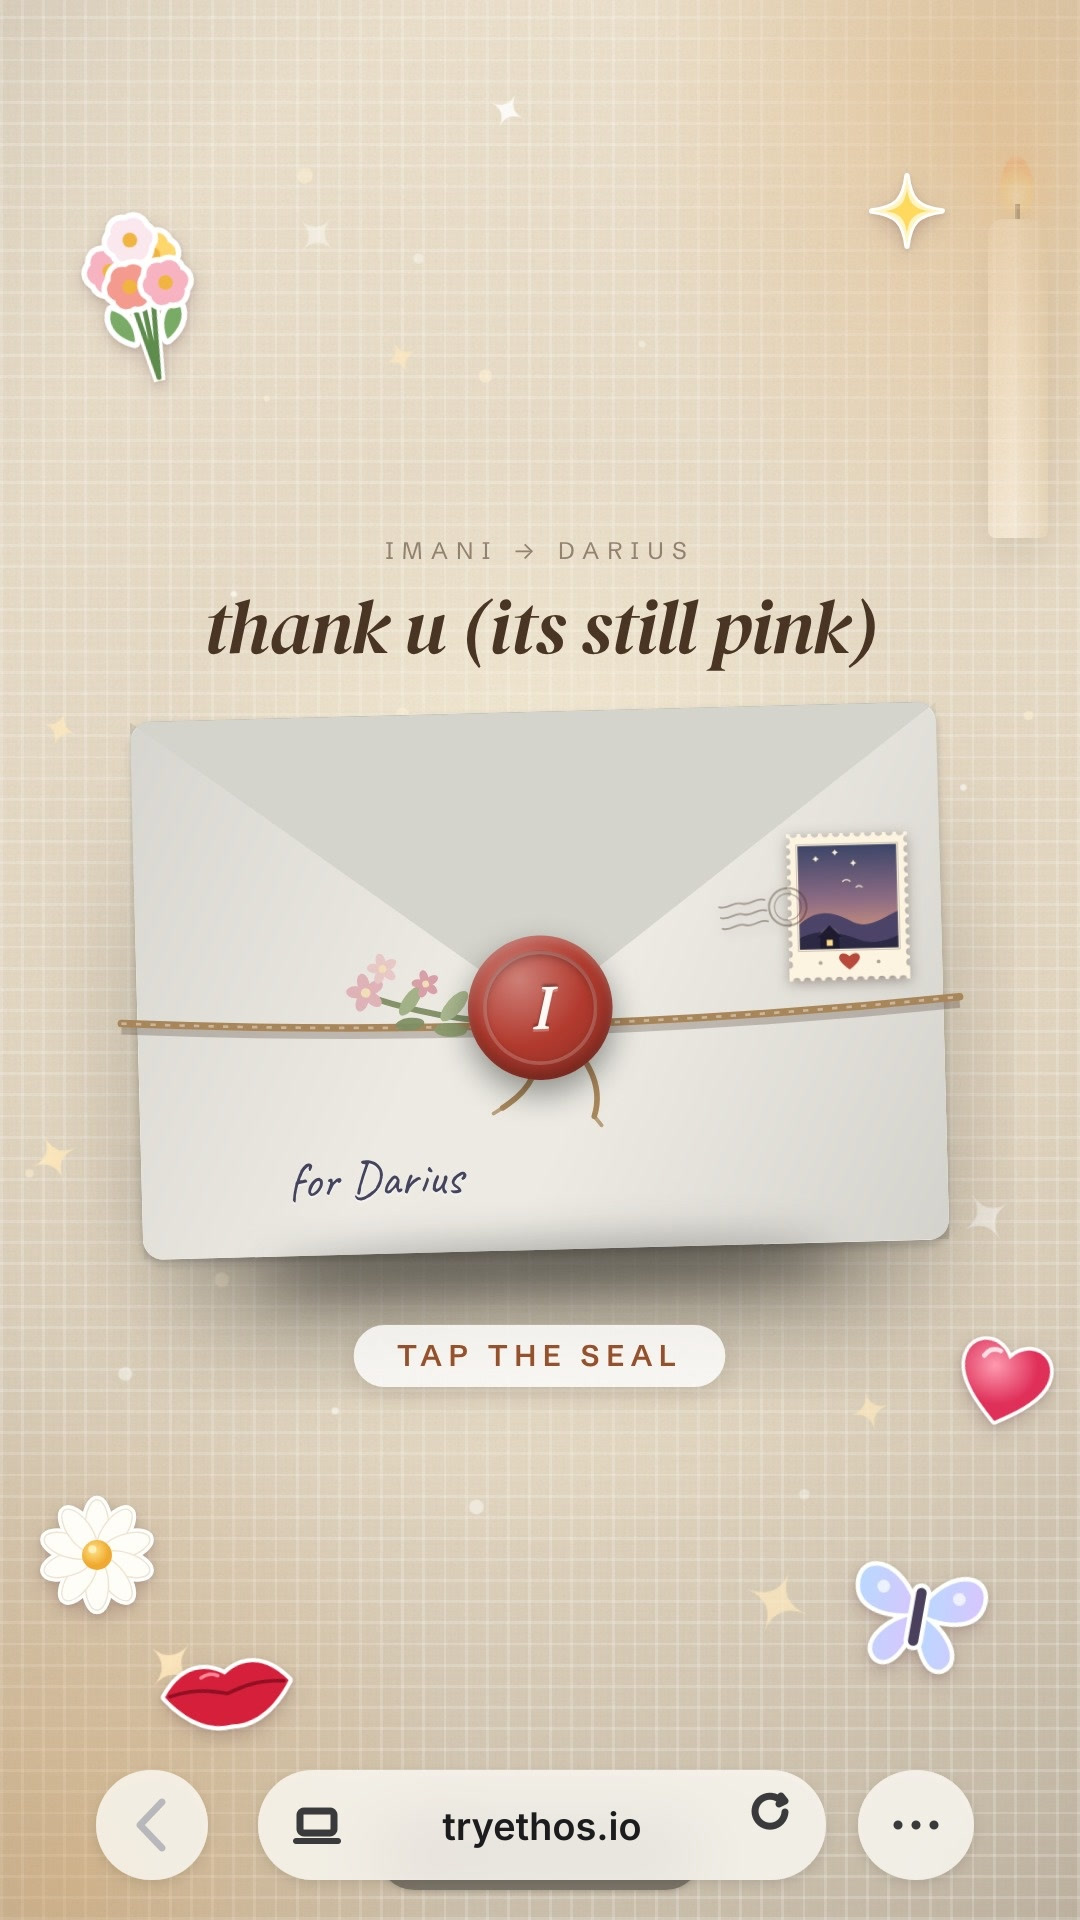 IMANI → DARIUS
thank u (its still pink)
I
for Darius
TAP THE SEAL
tryethos.io